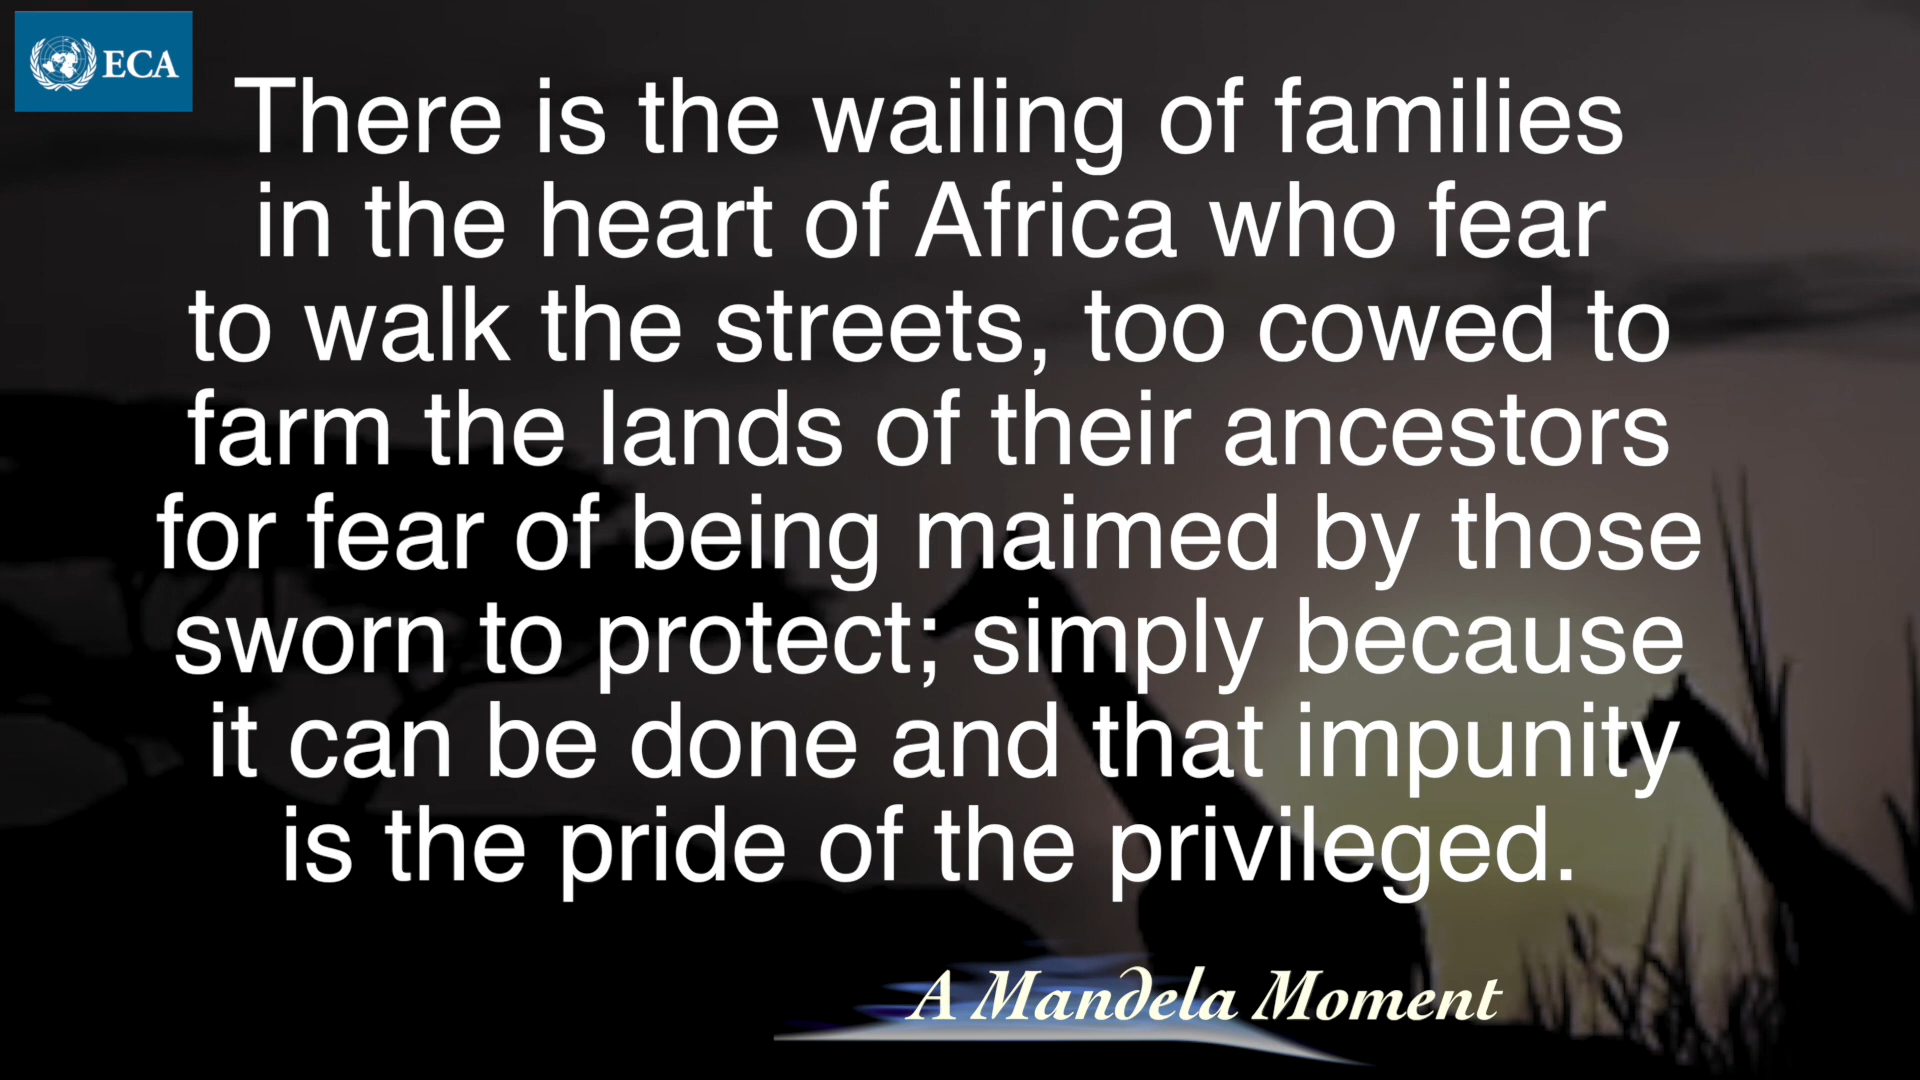 ECA
There is the wailing of families
in the heart of Africa who fear
to walk the streets, too cowed to
farm the lands of their ancestors
for fear of being maimed by those
sworn to protect; simply because
it can be done and that impunity
is the pride of the privileged.
A Mandela Moment